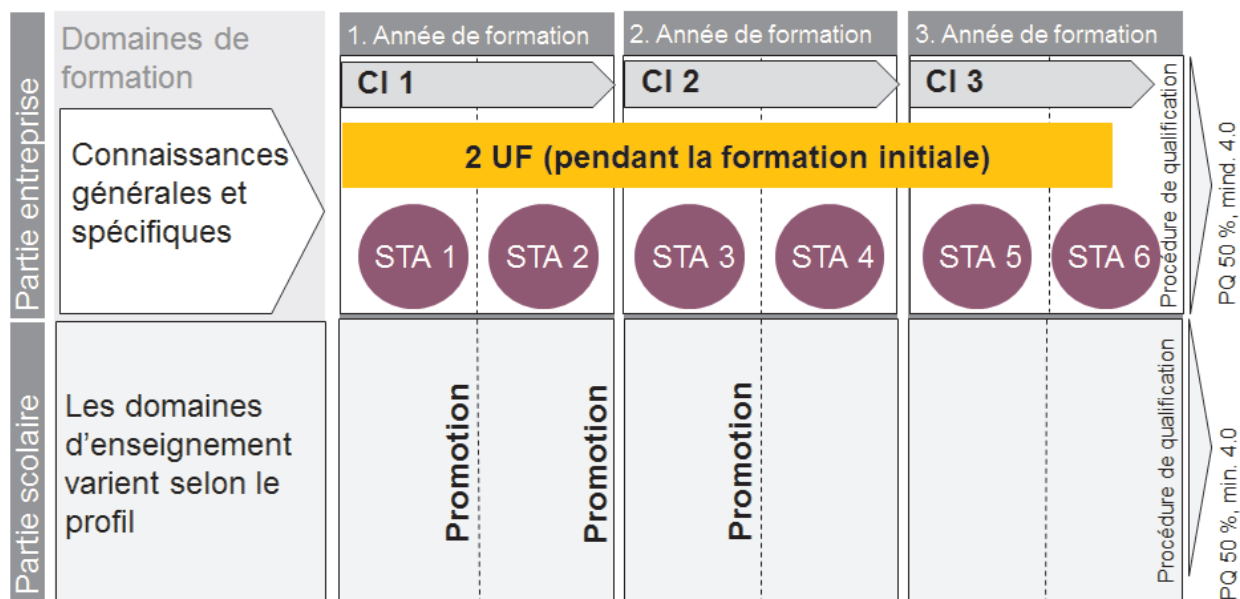 Domaines de
formation
1. Année de formation
2. Année de formation
3. Année de formation
Partie entreprise
Connaissances
générales et
spécifiques
CI 1
CI 2
CI 3
2 UF (pendant la formation initiale)
STA 1
STA 2
STA 3
STA 4
STA 5
STA 6
Procédure de qualification
PQ 50 %, mind. 4.0
Partie scolaire
Les domaines
d'enseignement
varient selon le
profil
Promotion
Promotion
Promotion
Procédure de qualification
PQ 50 %, min. 4.0